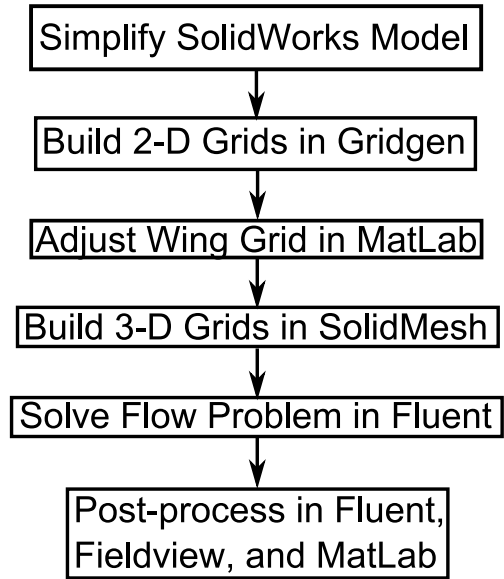 Simplify SolidWorks Model
Build 2-D Grids in Gridgen
Adjust Wing Grid in MatLab
Build 3-D Grids in SolidMesh
Solve Flow Problem in Fluent
Post-process in Fluent,
Fieldview, and MatLab